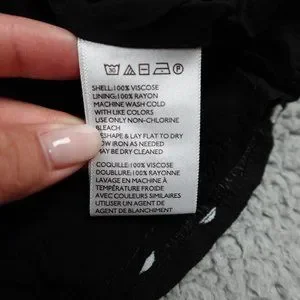 SHELL:100% VISCOSE
LINING:100% RAYON
MACHINE WASH COLD
WITH LIKE COLORS
USE ONLY NON-CHLORINE
BLEACH
RESHAPE & LAY FLAT TO DRY
LOW IRON AS NEEDED
MAY BE DRY CLEANED
COQUILLE:100% VISCOSE
DOUBLURE:100% RAYONNE
LAVAGE EN MACHINE À
TEMPÉRATURE FROIDE
AVEC COULEURS SIMILAIRES
UTILISER UN AGENT DE
AGENT DE BLANCHIMENT